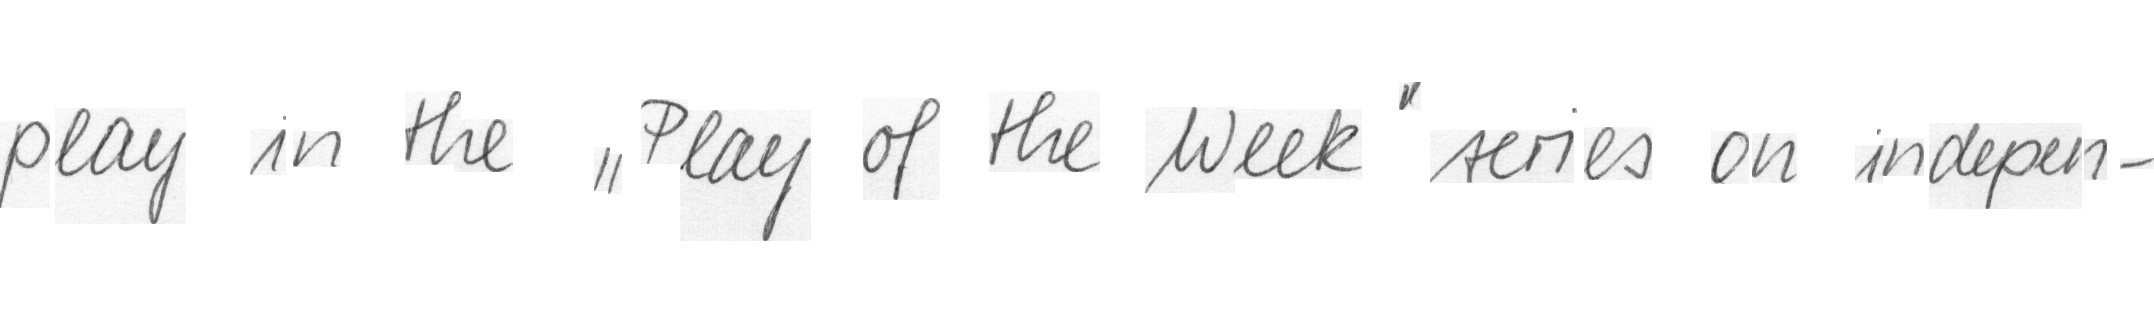 play in the „Play of the Week" series on indepen-